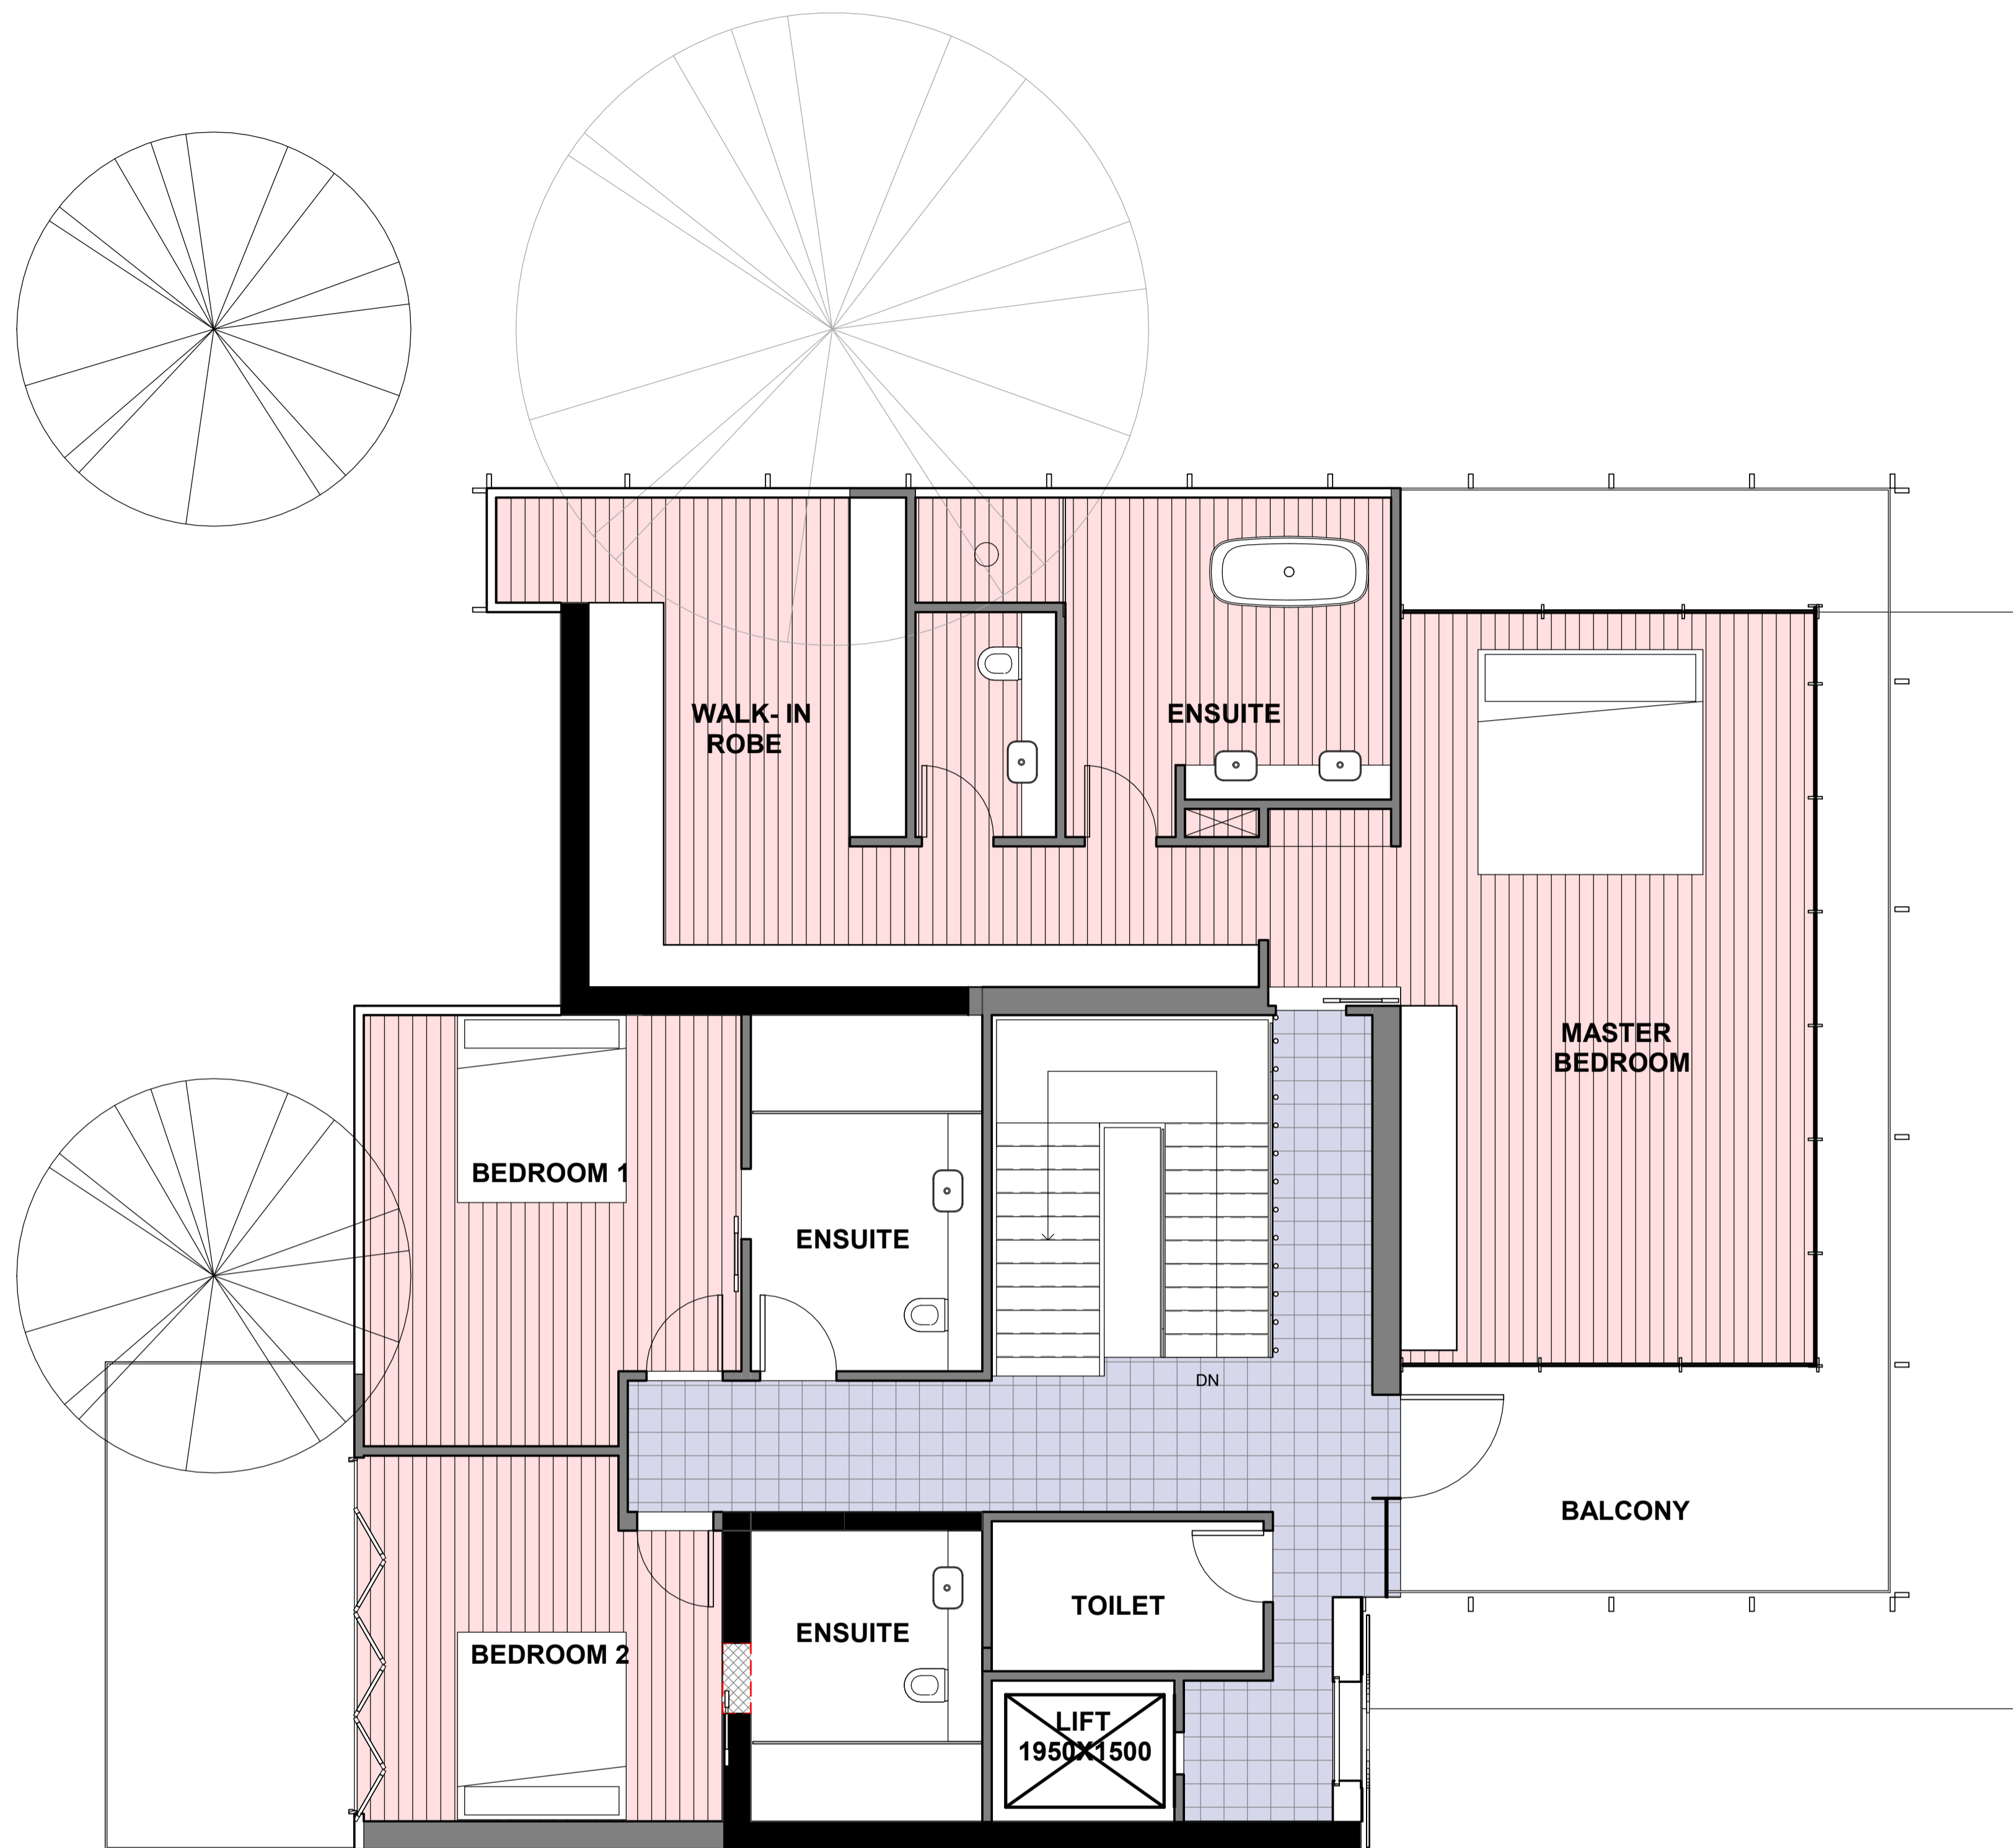 WALK- IN
ROBE
ENSUITE
MASTER
BEDROOM
BEDROOM 1
ENSUITE
DN
BALCONY
TOILET
ENSUITE
BEDROOM 2
LIFT
1950X1500